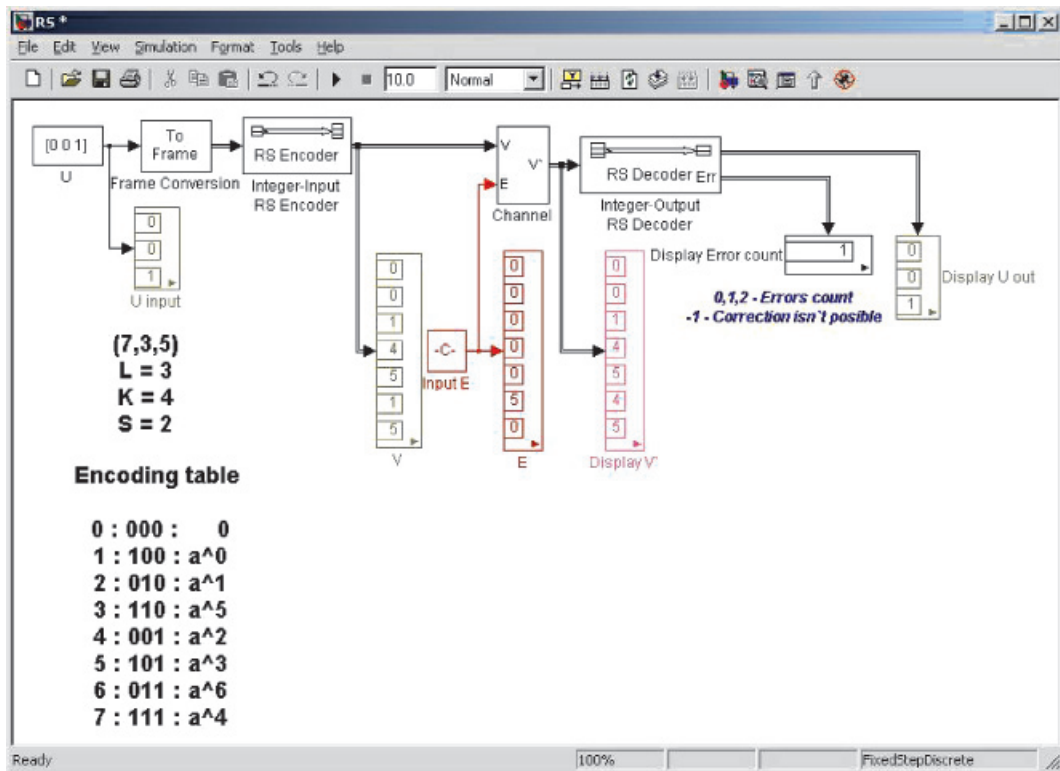 RS *
File Edit View Simulation Format Tools Help
10.0 Normal
[0 0 1]
U
To
Frame
Frame Conversion
RS Encoder
Integer-Input
RS Encoder
V
E
V`
Channel
RS Decoder Err
Integer-Output
RS Decoder
0
0
1
U input
Display Error count
1
0,1,2 - Errors count
-1 - Correction isn`t posible
0
0
1
Display U out
(7,3,5)
L = 3
K = 4
S = 2
0
0
1
4
5
1
5
V
-C-
Input E
0
0
0
0
0
5
0
E
0
0
1
4
5
4
5
Display V`
Encoding table
0 : 000 : 0
1 : 100 : a^0
2 : 010 : a^1
3 : 110 : a^5
4 : 001 : a^2
5 : 101 : a^3
6 : 011 : a^6
7 : 111 : a^4
Ready 100% FixedStepDiscrete